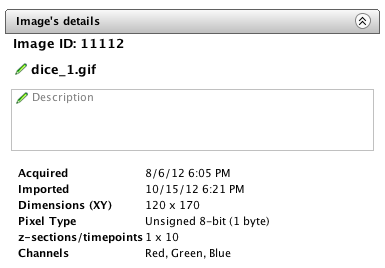 Image's details
Image ID: 11112
dice_1.gif
Description
Acquired 8/6/12 6:05 PM
Imported 10/15/12 6:21 PM
Dimensions (XY) 120 x 170
Pixel Type Unsigned 8-bit (1 byte)
z-sections/timepoints 1 x 10
Channels Red, Green, Blue